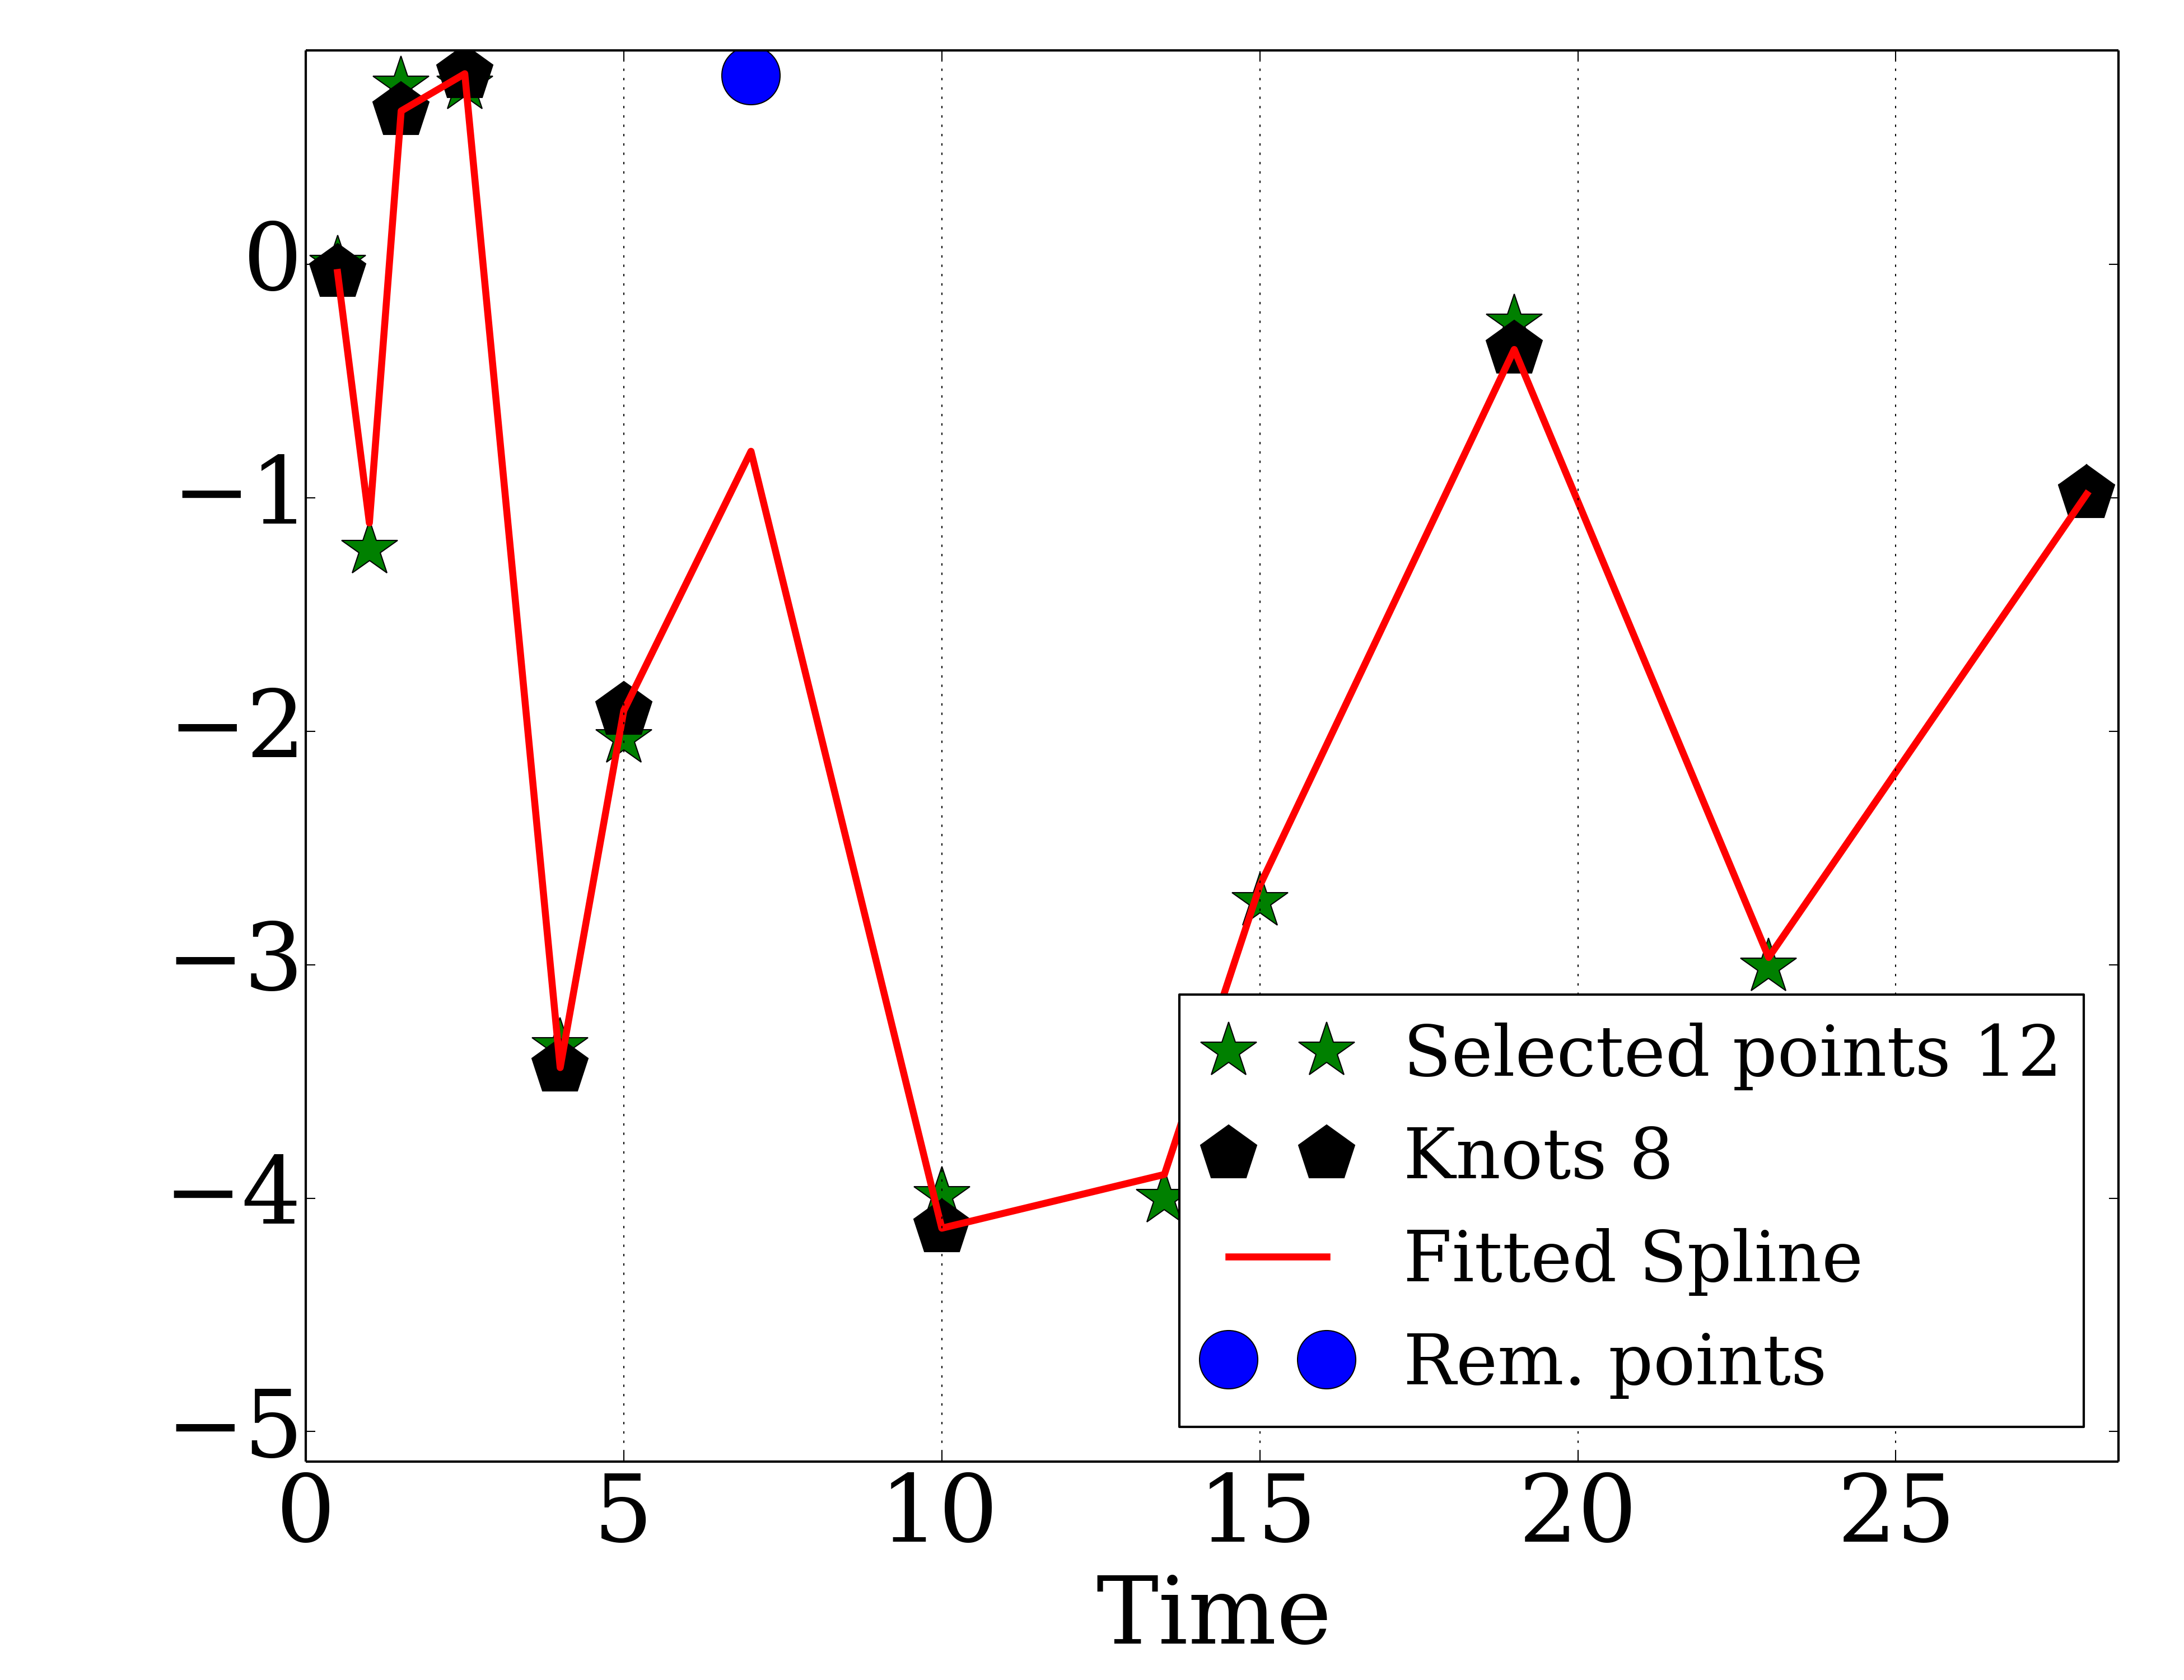 0
−1
−2
−3
−4
−5
Selected points 12
Knots 8
Fitted Spline
Rem. points
0 5 10 15 20 25
Time